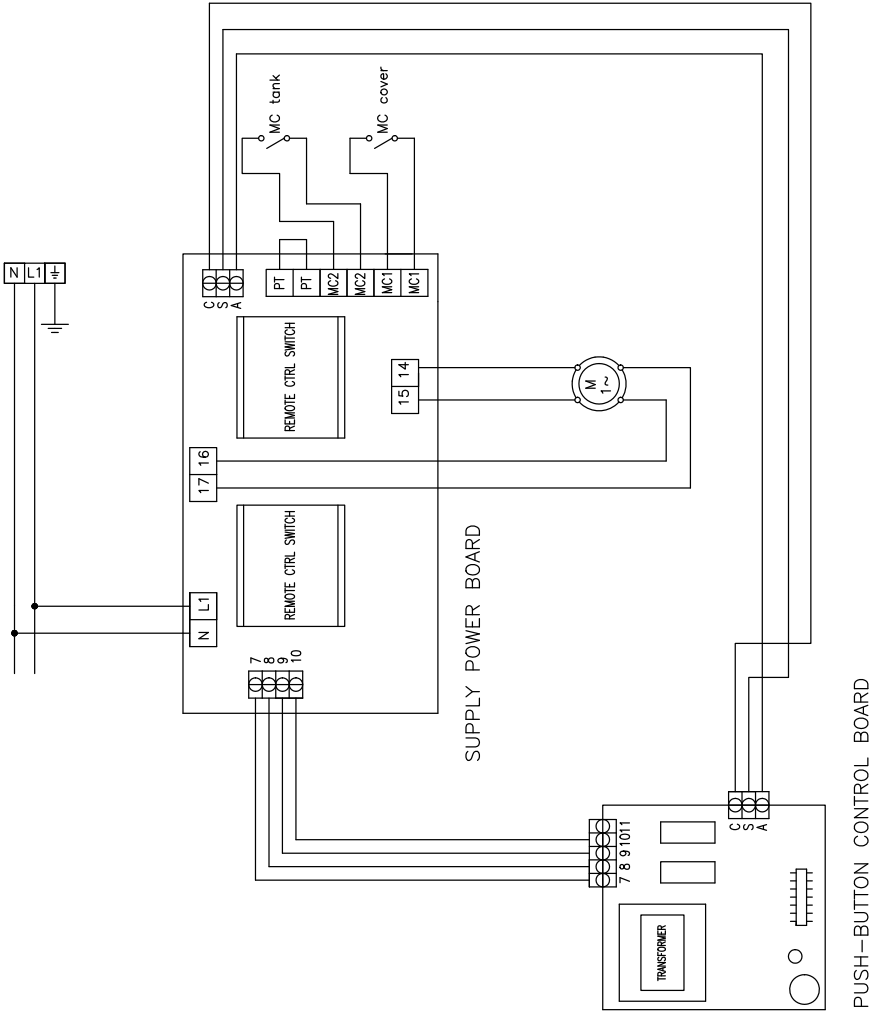 N L1
MC tank
MC cover
C
S
A
PT
PT
MC2
MC2
MC1
MC1
REMOTE CTRL SWITCH
15 14
M
1~
17 16
REMOTE CTRL SWITCH
N L1
7
8
9
10
SUPPLY POWER BOARD
7 8 9 10 11
C
S
A
TRANSFORMER
PUSH-BUTTON CONTROL BOARD